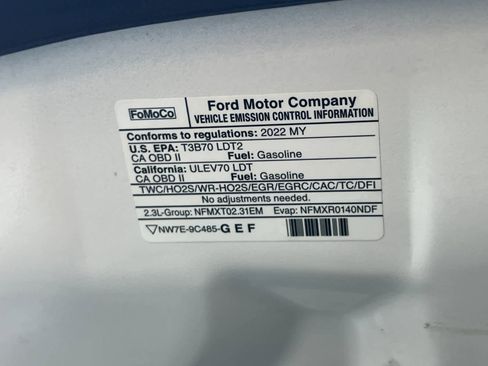 FoMoCo
Ford Motor Company
VEHICLE EMISSION CONTROL INFORMATION
Conforms to regulations: 2022 MY
U.S. EPA: T3B70 LDT2
CA OBD II Fuel: Gasoline
California: ULEV70 LDT
CA OBD II Fuel: Gasoline
TWC/HO2S/WR-HO2S/EGR/EGRC/CAC/TC/DFI
No adjustments needed.
2.3L-Group: NFMXT02.31EM Evap: NFMXR0140NDF
NW7E-9C485-GEF